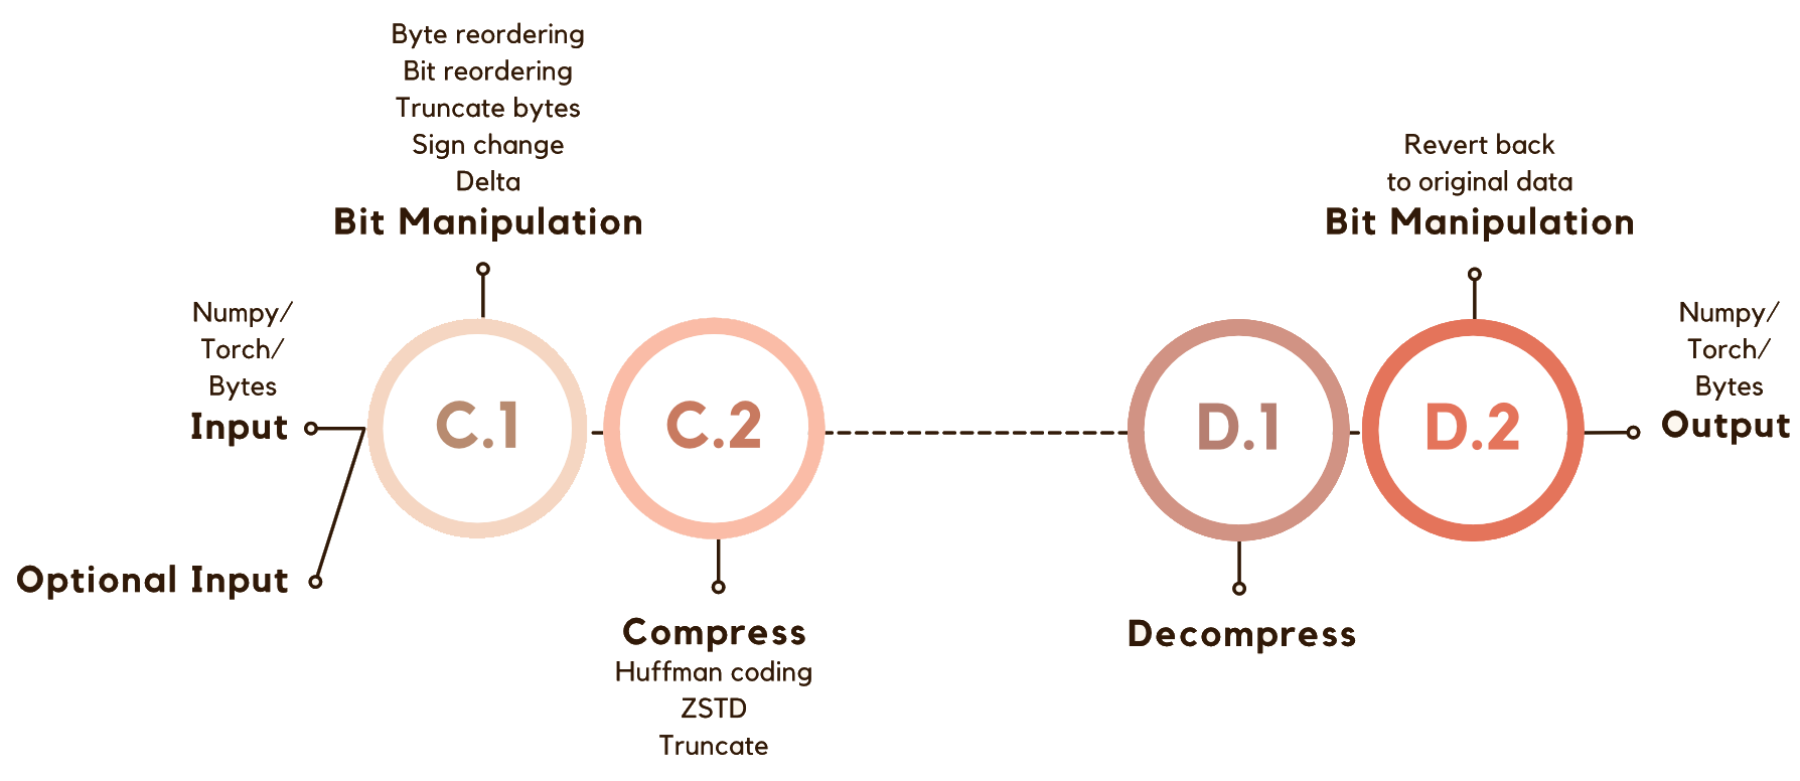 Byte reordering
Bit reordering
Truncate bytes
Sign change
Delta
Bit Manipulation
Revert back
to original data
Bit Manipulation
Numpy/
Torch/
Bytes
Input
C.1
C.2
D.1
D.2
Numpy/
Torch/
Bytes
Output
Optional Input
Compress
Huffman coding
ZSTD
Truncate
Decompress